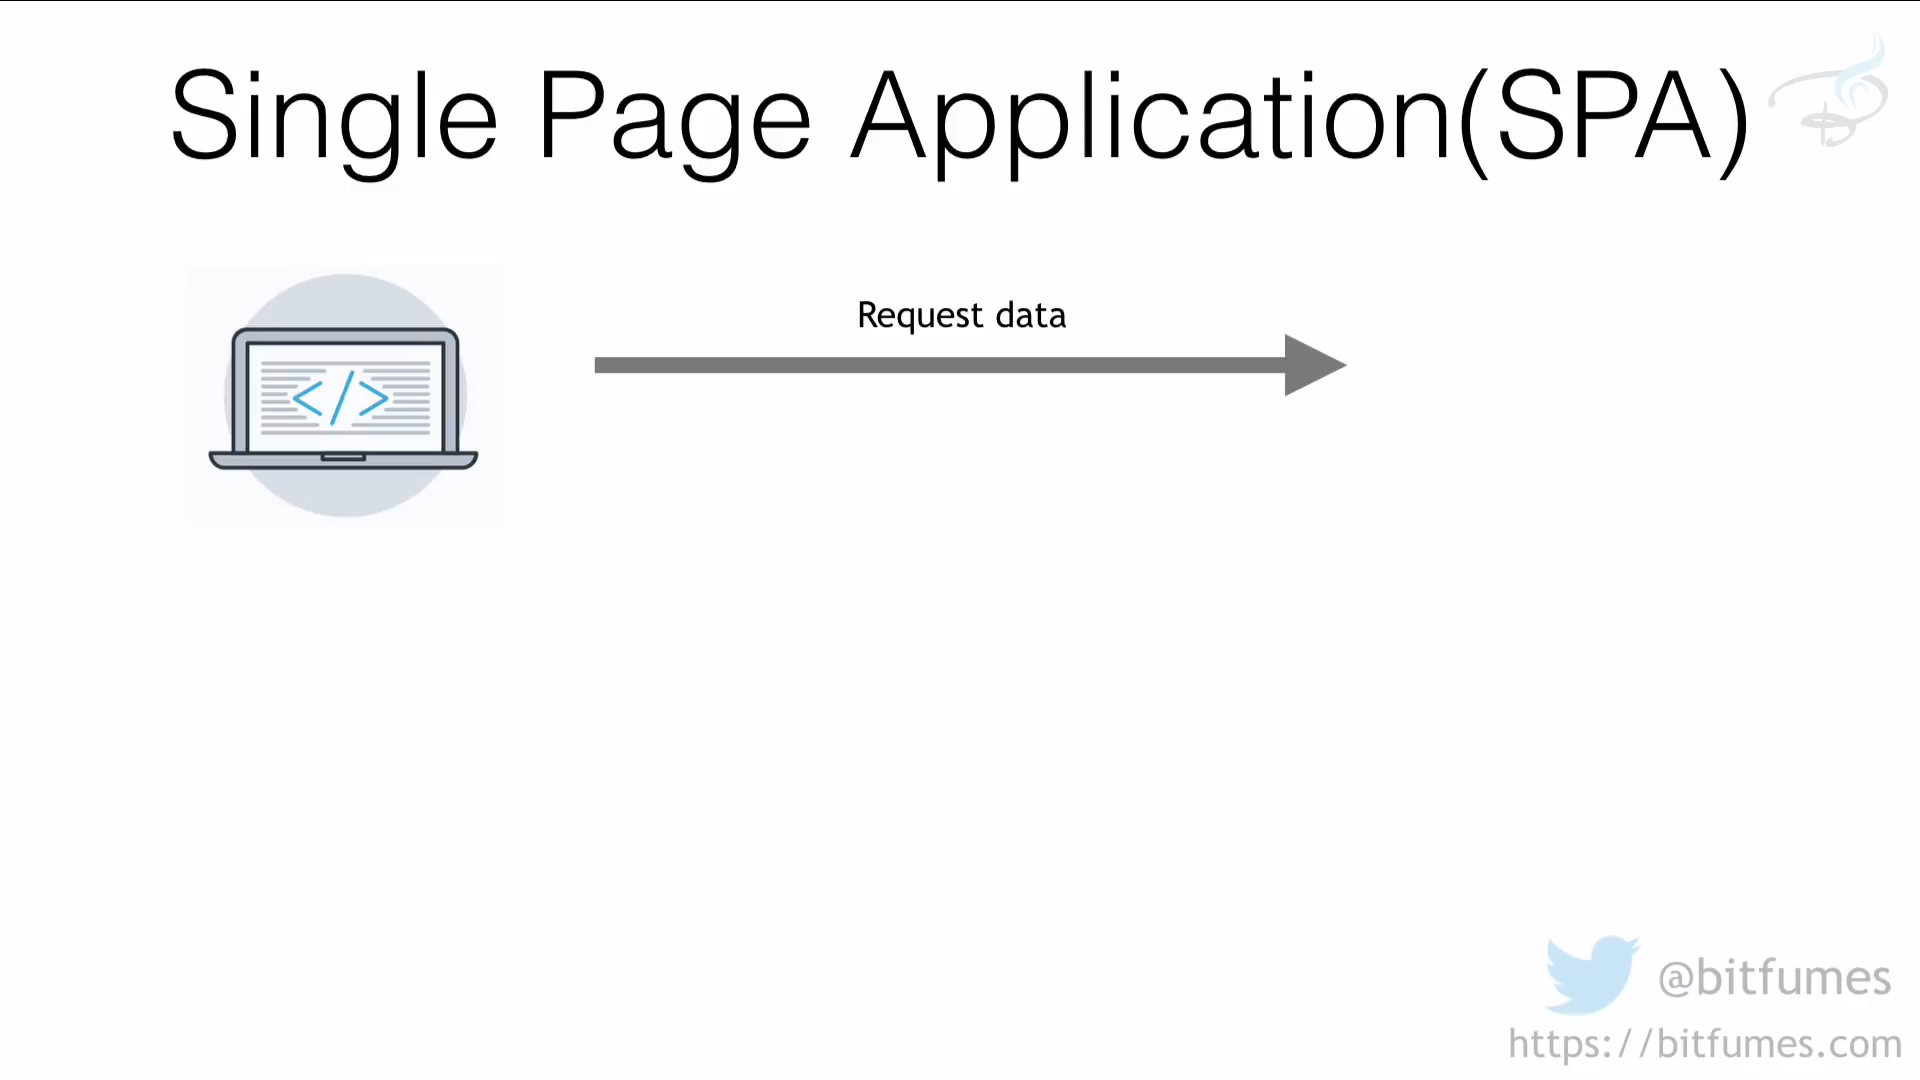 Single Page Application(SPA)
Request data
</>
@bitfumes
https://bitfumes.com